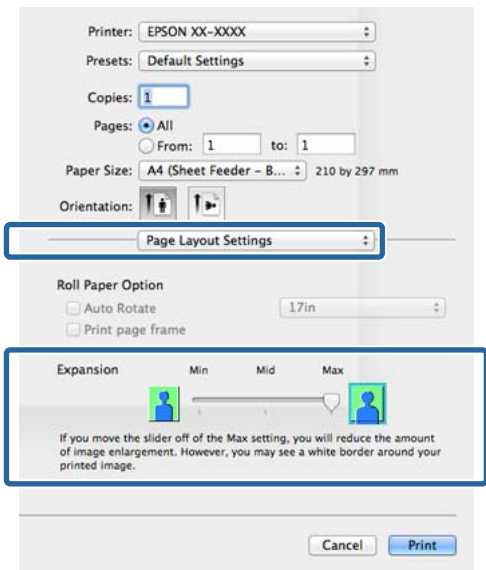 Printer: EPSON XX-XXXX
Presets: Default Settings
Copies: 1
Pages: All
From: 1 to: 1
Paper Size: A4 (Sheet Feeder – B... 210 by 297 mm
Orientation:
Page Layout Settings
Roll Paper Option
Auto Rotate 17in
Print page frame
Expansion Min Mid Max
If you move the slider off of the Max setting, you will reduce the amount
of image enlargement. However, you may see a white border around your
printed image.
Cancel Print